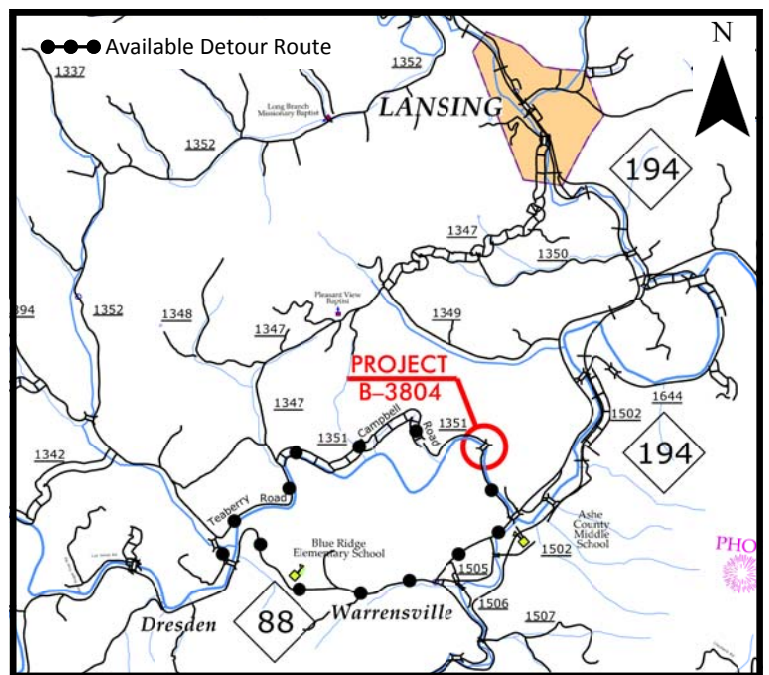 Available Detour Route
N
1337
1352
Long Branch
Missionary Baptist
LANSING
1352
194
1347
1350
Pleasant View
Baptist
394
1352
1348
1347
1349
PROJECT
B-3804
1347
1351
Campbell
Road
1351
1502
1644
194
1342
Teaberry Road
Blue Ridge
Eementary School
Ashe
County
Middle
School
1502
PHO
1505
1506
1507
Warrensville
88
Dresden